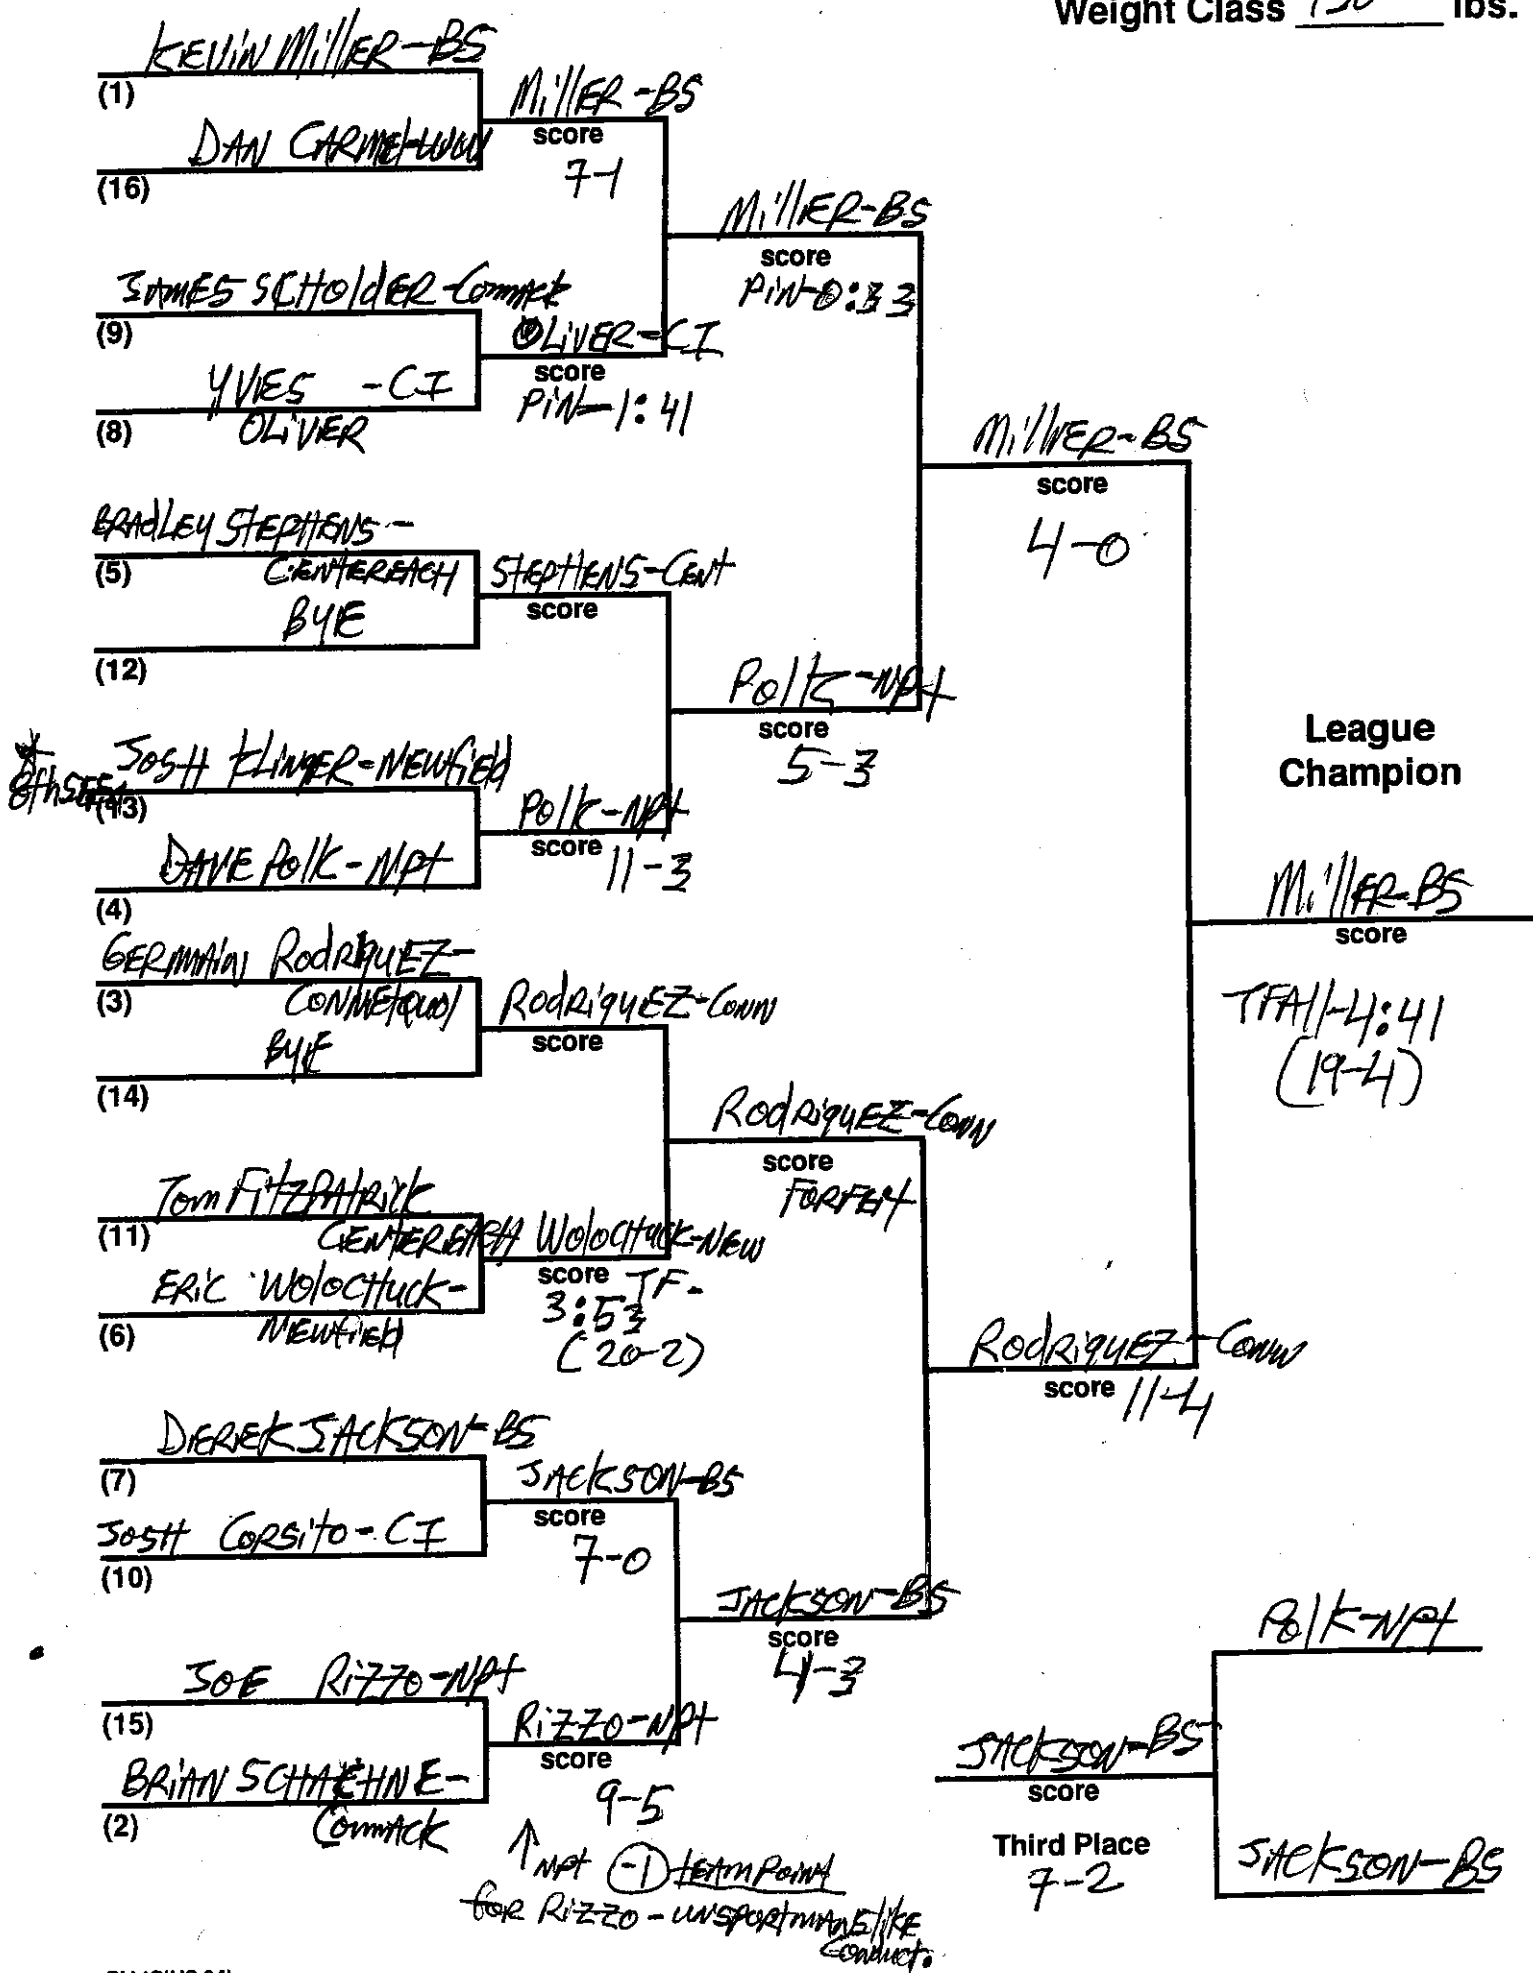 Weight Class 130 lbs.
KEVIN MILLER-BS
(1)
MILLER-BS
score
7-1
DAN CARMEL-WW
(16)
MILLER-BS
score
PIN-0:33
JAMES SCHOLDER-Commack
(9)
OLIVER-CI
score
PIN-1:41
YVES -CI
OLIVIER
(8)
MILLER-BS
score
4-0
BRADLEY STEPHENS-
CENTEREACH
(5)
STEPHENS-CENT
score
BYE
(12)
POLK-NPT
score
5-3
JOSH KLINGER-NEWFIELD
(13)
POLK-NPT
score 11-3
DAVE POLK-NPT
(4)
League
Champion
MILLER-BS
score
TFALL-4:41
(19-4)
GERMAIN RODRIQUEZ-
CONNETQUOT
(3)
RODRIQUEZ-CONN
score
BYE
(14)
RODRIQUEZ-CONN
score
FORFEIT
TOM FITZPATRICK
CENTEREACH
(11)
WOLOCHUCK-NEW
score TF-
3:53
(20-2)
ERIC WOLOCHUCK-
NEWFIELD
(6)
RODRIQUEZ-CONN
score 11-4
DEREK JACKSON-BS
(7)
JACKSON-BS
score
7-0
JOSH CORSITO-CI
(10)
JACKSON-BS
score
4-3
JOE RIZZO-NPT
(15)
RIZZO-NPT
score
9-5
BRIAN SCHAEHNE-
COMMACK
(2)
NPT -1 TEAM POINT
FOR RIZZO-UNSPORTMANSLIKE
CONDUCT.
POLK-NPT
JACKSON-BS
score
Third Place
7-2
JACKSON-BS